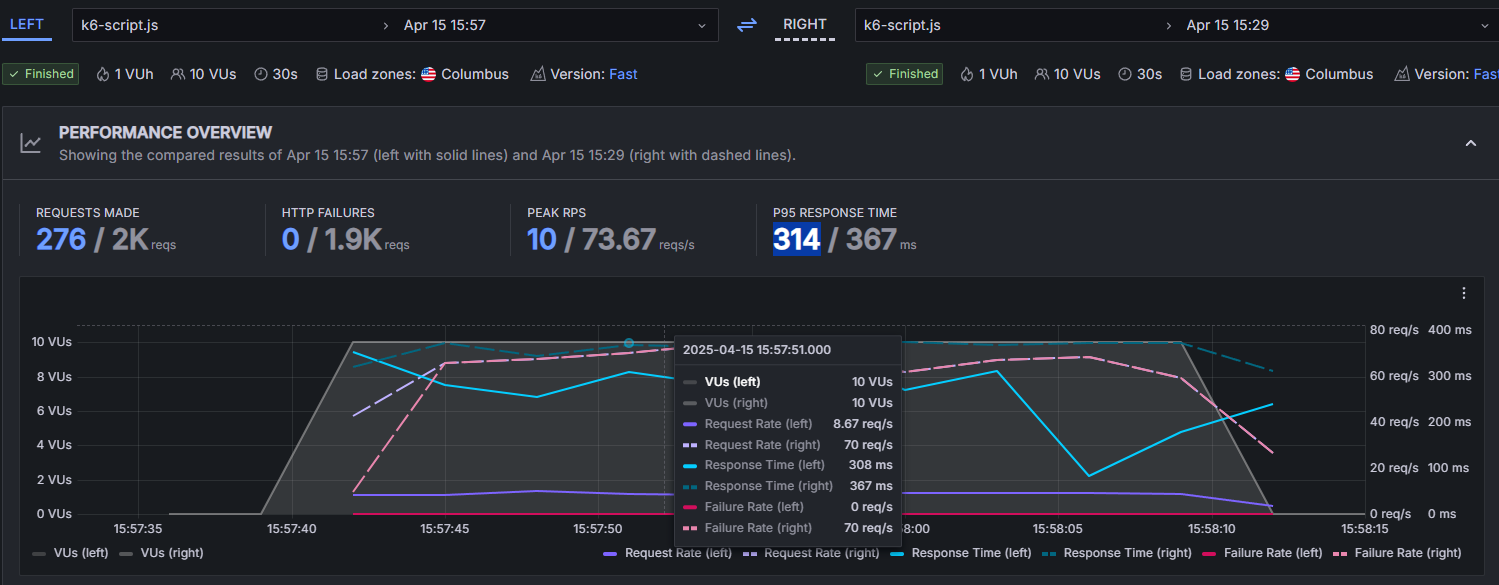 LEFT k6-script.js › Apr 15 15:57 RIGHT k6-script.js › Apr 15 15:29
Finished 1 VUh 10 VUs 30s Load zones: Columbus Version: Fast Finished 1 VUh 10 VUs 30s Load zones: Columbus Version: Fast
PERFORMANCE OVERVIEW
Showing the compared results of Apr 15 15:57 (left with solid lines) and Apr 15 15:29 (right with dashed lines).
REQUESTS MADE HTTP FAILURES PEAK RPS P95 RESPONSE TIME
276 / 2K reqs 0 / 1.9K reqs 10 / 73.67 reqs/s 314 / 367 ms
80 req/s 400 ms
10 VUs
2025-04-15 15:57:51.000
8 VUs 60 req/s 300 ms
VUs (left) 10 VUs
VUs (right) 10 VUs
6 VUs 40 req/s 200 ms
Request Rate (left) 8.67 req/s
Request Rate (right) 70 req/s
4 VUs
Response Time (left) 308 ms
20 req/s 100 ms
2 VUs
Response Time (right) 367 ms
Failure Rate (left) 0 req/s
0 VUs 0 req/s 0 ms
Failure Rate (right) 70 req/s
15:57:35 15:57:40 15:57:45 15:57:50 :58:00 15:58:05 15:58:10 15:58:15
VUs (left) VUs (right) Request Rate (left) Request Rate (right) Response Time (left) Response Time (right) Failure Rate (left) Failure Rate (right)